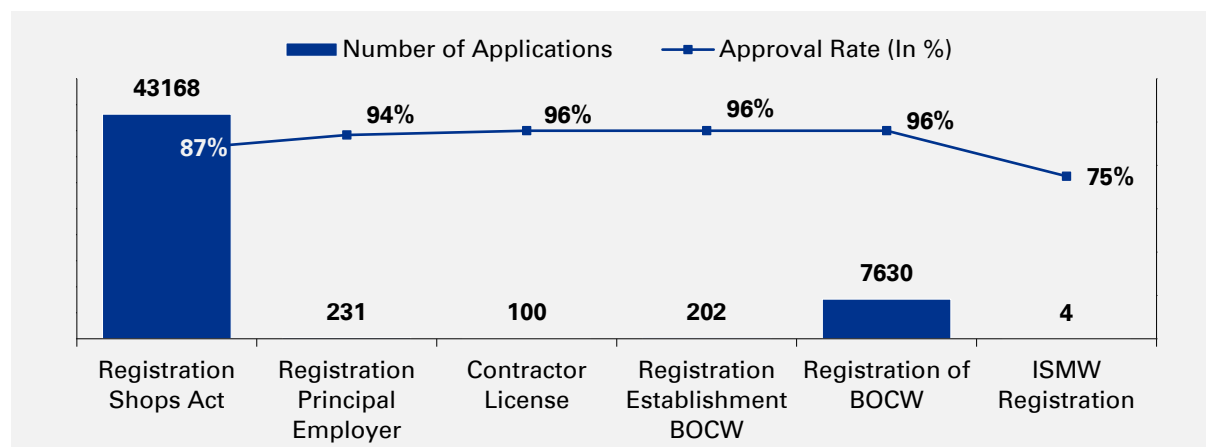 Number of Applications
Approval Rate (In %)
43168
94%
96%
96%
96%
87%
75%
7630
231
100
202
4
Registration
Shops Act
Registration
Principal
Employer
Contractor
License
Registration
Establishment
BOCW
Registration of
BOCW
ISMW
Registration